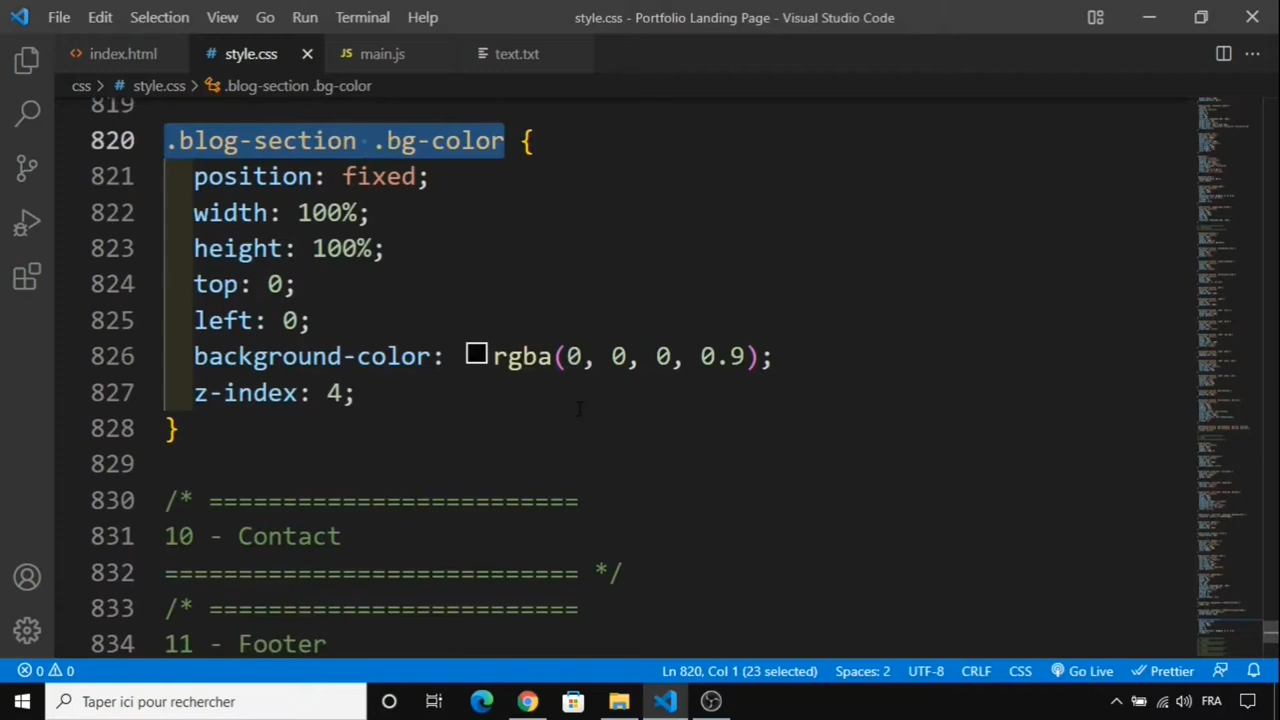 File Edit Selection View Go Run Terminal Help style.css - Portfolio Landing Page - Visual Studio Code
index.html # style.css JS main.js text.txt
css > # style.css > .blog-section .bg-color
819
820 .blog-section .bg-color {
821 position: fixed;
822 width: 100%;
823 height: 100%;
824 top: 0;
825 left: 0;
826 background-color: rgba(0, 0, 0, 0.9);
827 z-index: 4;
828 }
829
830 /* =========================
831 10 - Contact
832 ============================ */
833 /* =========================
834 11 - Footer
0 0 Ln 820, Col 1 (23 selected) Spaces: 2 UTF-8 CRLF CSS Go Live Prettier
Taper ici pour rechercher FRA